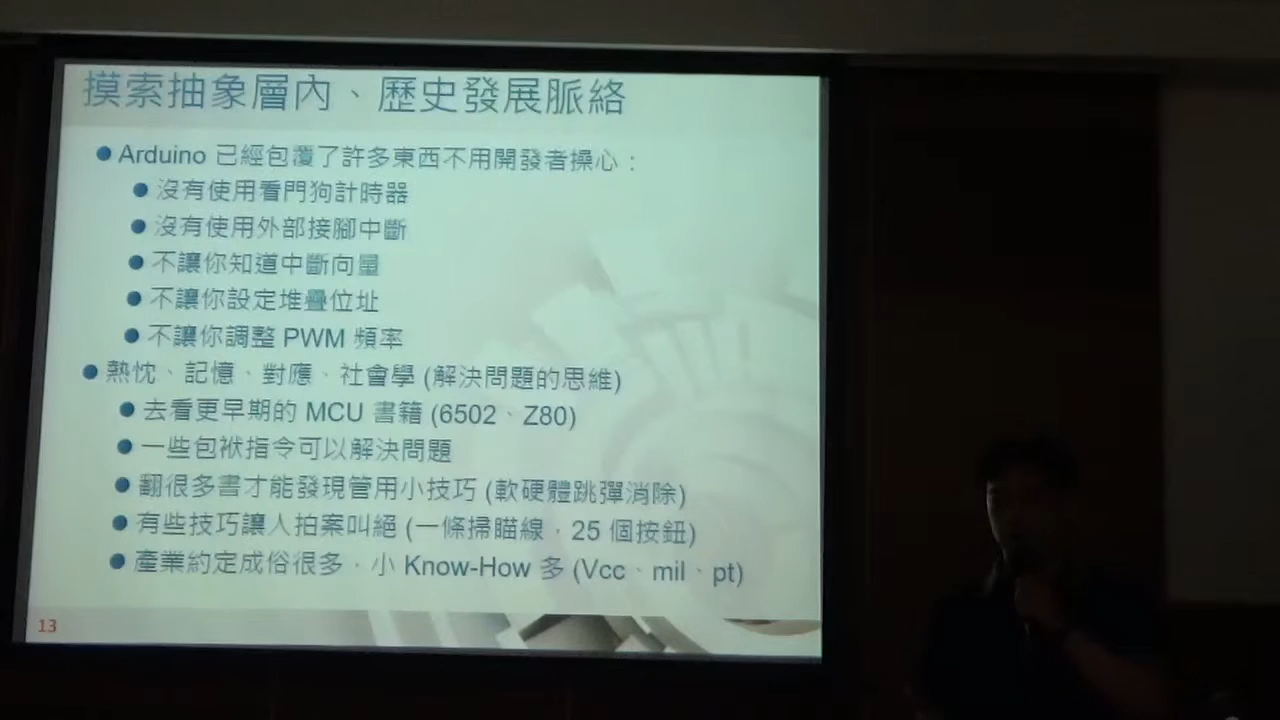 摸索抽象層內、歷史發展脈絡
Arduino 已經包覆了許多東西不用開發者操心：
沒有使用看門狗計時器
沒有使用外部接腳中斷
不讓你知道中斷向量
不讓你設定堆疊位址
不讓你調整 PWM 頻率
熱忱、記憶、對應、社會學 (解決問題的思維)
去看更早期的 MCU 書籍 (6502、Z80)
一些包袱指令可以解決問題
翻很多書才能發現管用小技巧 (軟硬體跳彈消除)
有些技巧讓人拍案叫絕 (一條掃瞄線，25 個按鈕)
產業約定成俗很多，小 Know-How 多 (Vcc、mil、pt)
13